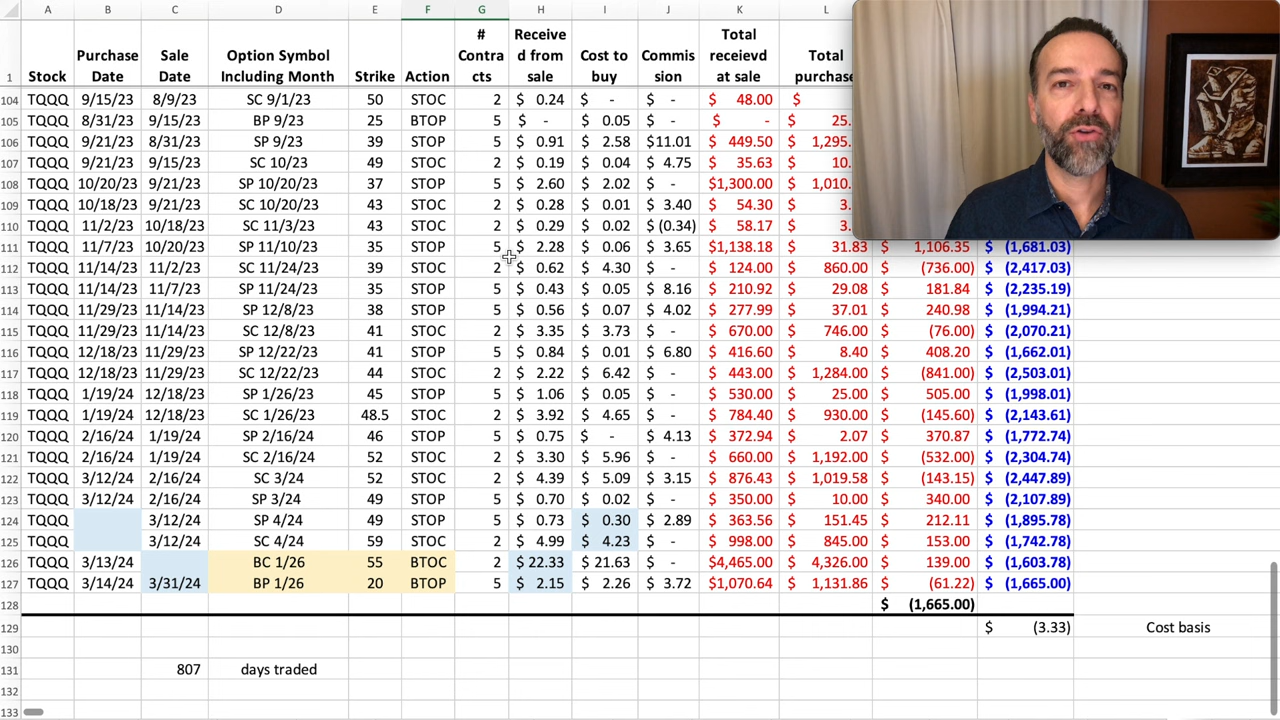 A B C D E F G H I J K L
1 Stock Purchase Date Sale Date Option Symbol Including Month Strike Action # Contra cts Receive d from sale Cost to buy Commis sion Total receievd at sale Total purchase
104 TQQQ 9/15/23 8/9/23 SC 9/1/23 50 STOC 2 $ 0.24 $ - $ - $ 48.00 $
105 TQQQ 8/31/23 9/15/23 BP 9/23 25 BTOP 5 $ - $ 0.05 $ - $ - $ 25.
106 TQQQ 9/21/23 8/31/23 SP 9/23 39 STOP 5 $ 0.91 $ 2.58 $11.01 $ 449.50 $ 1,295.
107 TQQQ 9/21/23 9/15/23 SC 10/23 49 STOC 2 $ 0.19 $ 0.04 $ 4.75 $ 35.63 $ 10.
108 TQQQ 10/20/23 9/21/23 SP 10/20/23 37 STOP 5 $ 2.60 $ 2.02 $ - $1,300.00 $ 1,010.
109 TQQQ 10/18/23 9/21/23 SC 10/20/23 43 STOC 2 $ 0.28 $ 0.01 $ 3.40 $ 54.30 $ 3.
110 TQQQ 11/2/23 10/18/23 SC 11/3/23 43 STOC 2 $ 0.29 $ 0.02 $ (0.34) $ 58.17 $ 3.
111 TQQQ 11/7/23 10/20/23 SP 11/10/23 35 STOP 5 $ 2.28 $ 0.06 $ 3.65 $1,138.18 $ 31.83 $ 1,106.35 $ (1,681.03)
112 TQQQ 11/14/23 11/2/23 SC 11/24/23 39 STOC 2 $ 0.62 $ 4.30 $ - $ 124.00 $ 860.00 $ (736.00) $ (2,417.03)
113 TQQQ 11/14/23 11/7/23 SP 11/24/23 35 STOP 5 $ 0.43 $ 0.05 $ 8.16 $ 210.92 $ 29.08 $ 181.84 $ (2,235.19)
114 TQQQ 11/29/23 11/14/23 SP 12/8/23 38 STOP 5 $ 0.56 $ 0.07 $ 4.02 $ 277.99 $ 37.01 $ 240.98 $ (1,994.21)
115 TQQQ 11/29/23 11/14/23 SC 12/8/23 41 STOC 2 $ 3.35 $ 3.73 $ - $ 670.00 $ 746.00 $ (76.00) $ (2,070.21)
116 TQQQ 12/18/23 11/29/23 SP 12/22/23 41 STOP 5 $ 0.84 $ 0.01 $ 6.80 $ 416.60 $ 8.40 $ 408.20 $ (1,662.01)
117 TQQQ 12/18/23 11/29/23 SC 12/22/23 44 STOC 2 $ 2.22 $ 6.42 $ - $ 443.00 $ 1,284.00 $ (841.00) $ (2,503.01)
118 TQQQ 1/19/24 12/18/23 SP 1/26/23 45 STOP 5 $ 1.06 $ 0.05 $ - $ 530.00 $ 25.00 $ 505.00 $ (1,998.01)
119 TQQQ 1/19/24 12/18/23 SC 1/26/23 48.5 STOC 2 $ 3.92 $ 4.65 $ - $ 784.40 $ 930.00 $ (145.60) $ (2,143.61)
120 TQQQ 2/16/24 1/19/24 SP 2/16/24 46 STOP 5 $ 0.75 $ - $ 4.13 $ 372.94 $ 2.07 $ 370.87 $ (1,772.74)
121 TQQQ 2/16/24 1/19/24 SC 2/16/24 52 STOC 2 $ 3.30 $ 5.96 $ - $ 660.00 $ 1,192.00 $ (532.00) $ (2,304.74)
122 TQQQ 3/12/24 2/16/24 SC 3/24 52 STOC 2 $ 4.39 $ 5.09 $ 3.15 $ 876.43 $ 1,019.58 $ (143.15) $ (2,447.89)
123 TQQQ 3/12/24 2/16/24 SP 3/24 49 STOP 5 $ 0.70 $ 0.02 $ - $ 350.00 $ 10.00 $ 340.00 $ (2,107.89)
124 TQQQ 3/12/24 SP 4/24 49 STOP 5 $ 0.73 $ 0.30 $ 2.89 $ 363.56 $ 151.45 $ 212.11 $ (1,895.78)
125 TQQQ 3/12/24 SC 4/24 59 STOC 2 $ 4.99 $ 4.23 $ - $ 998.00 $ 845.00 $ 153.00 $ (1,742.78)
126 TQQQ 3/13/24 BC 1/26 55 BTOC 2 $ 22.33 $ 21.63 $ - $4,465.00 $ 4,326.00 $ 139.00 $ (1,603.78)
127 TQQQ 3/14/24 3/31/24 BP 1/26 20 BTOP 5 $ 2.15 $ 2.26 $ 3.72 $1,070.64 $ 1,131.86 $ (61.22) $ (1,665.00)
128 $ (1,665.00)
129 $ (3.33) Cost basis
130
131 807 days traded
132
133